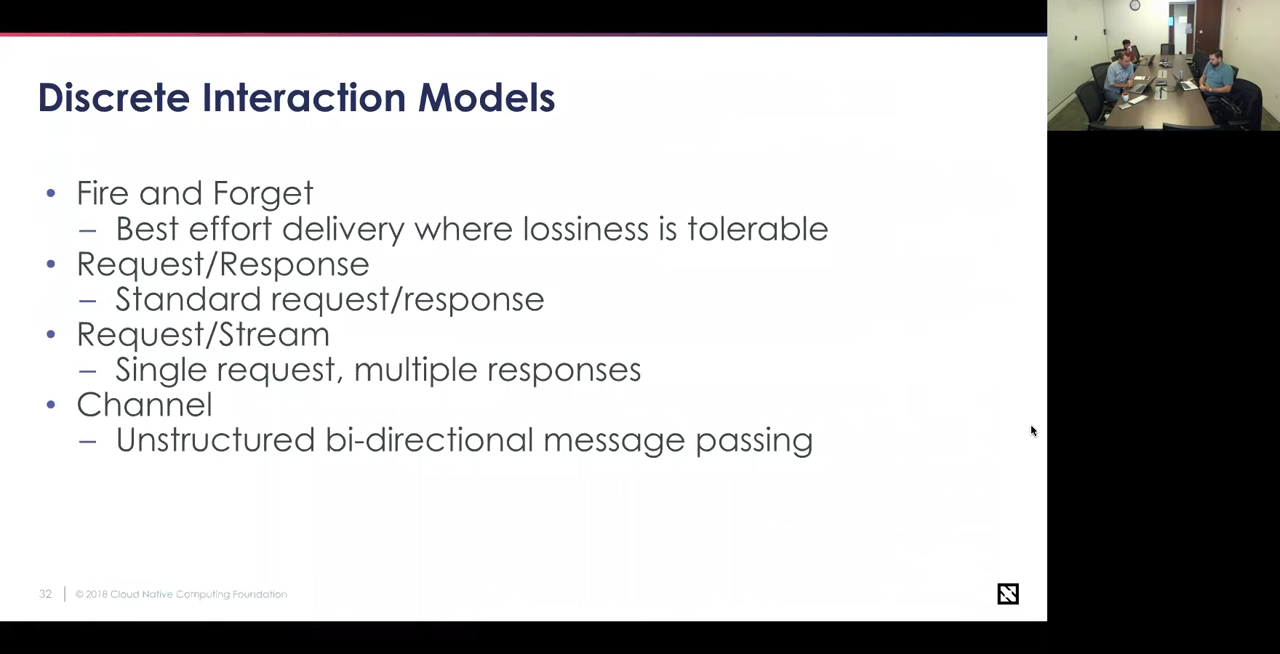 Discrete Interaction Models
• Fire and Forget
– Best effort delivery where lossiness is tolerable
• Request/Response
– Standard request/response
• Request/Stream
– Single request, multiple responses
• Channel
– Unstructured bi-directional message passing
32 | © 2018 Cloud Native Computing Foundation